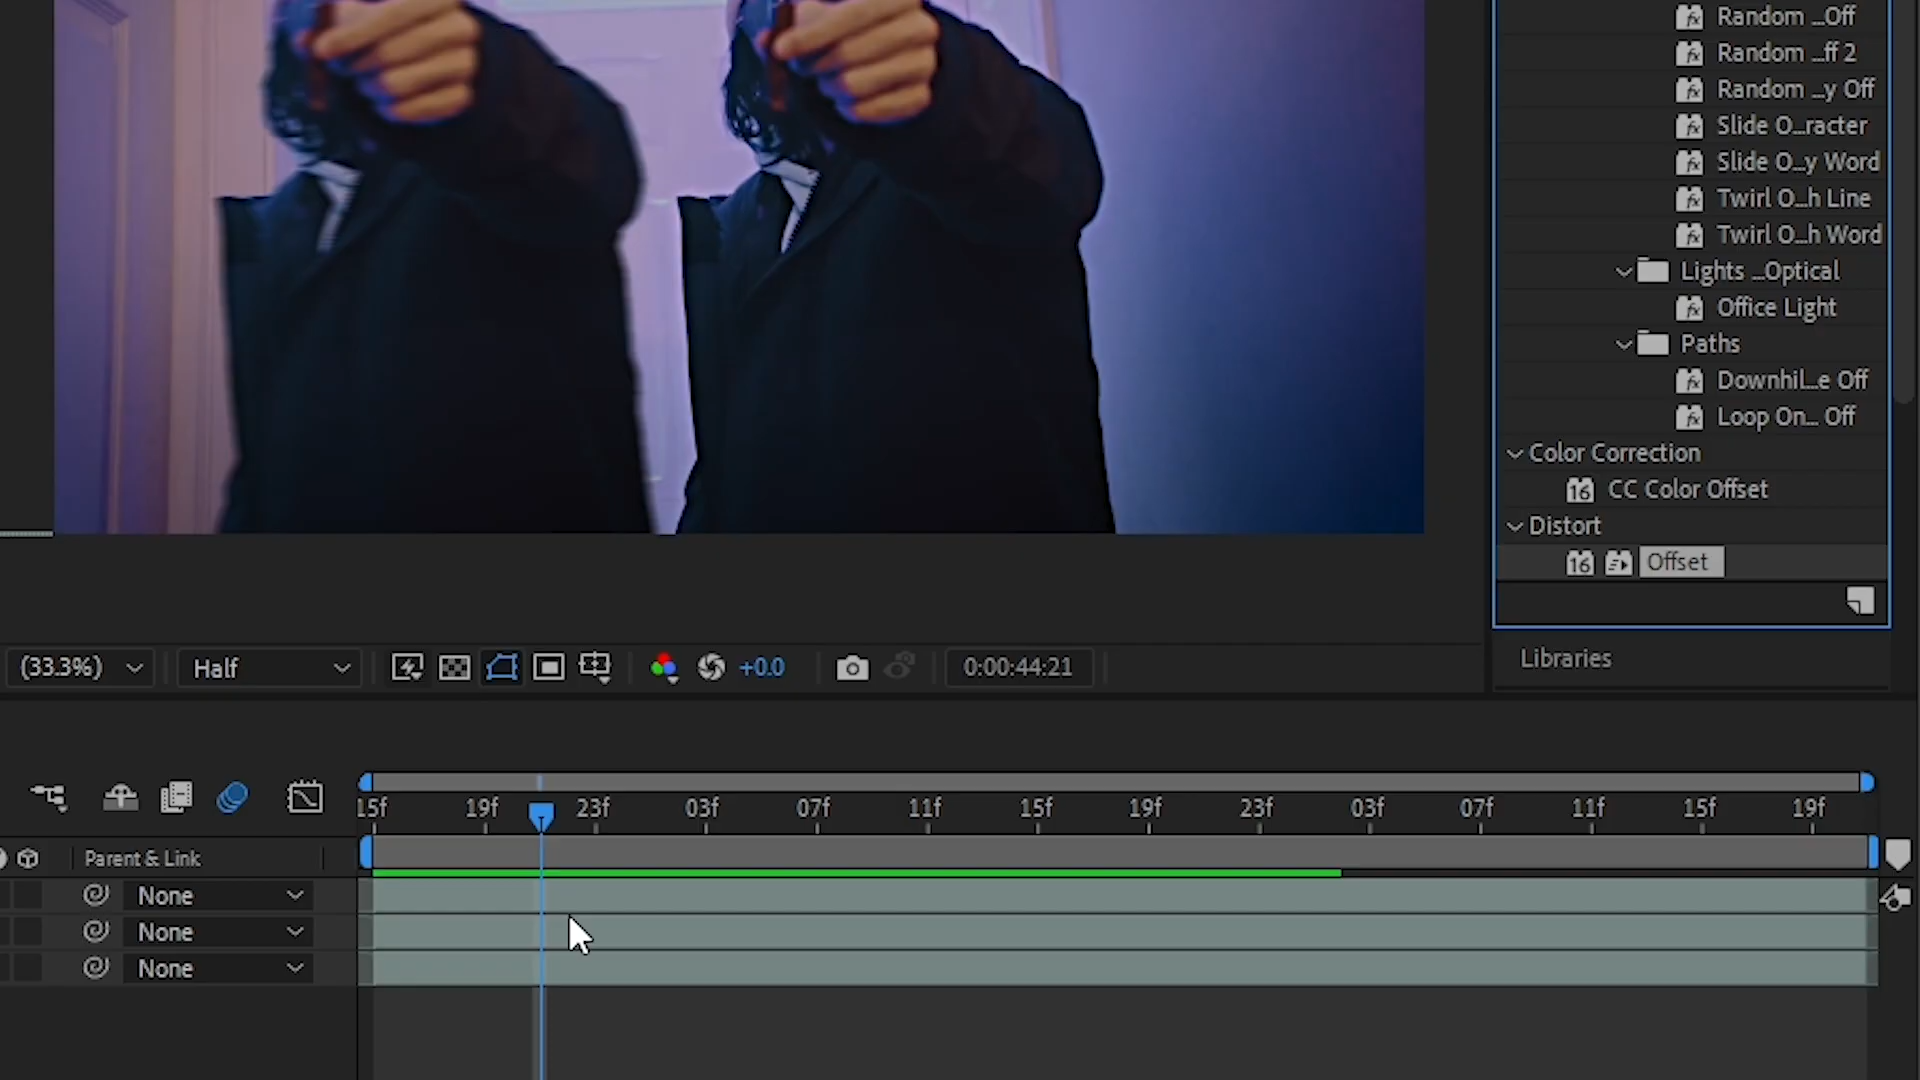 Random ...Off
Random ...ff 2
Random ...y Off
Slide O...racter
Slide O...y Word
Twirl O...h Line
Twirl O...h Word
Lights ...Optical
Office Light
Paths
Downhil...e Off
Loop On... Off
Color Correction
16 CC Color Offset
Distort
16 Offset
Libraries
(33.3%) Half +0.0 0:00:44:21
15f 19f 23f 03f 07f 11f 15f 19f 23f 03f 07f 11f 15f 19f
Parent & Link
None
None
None